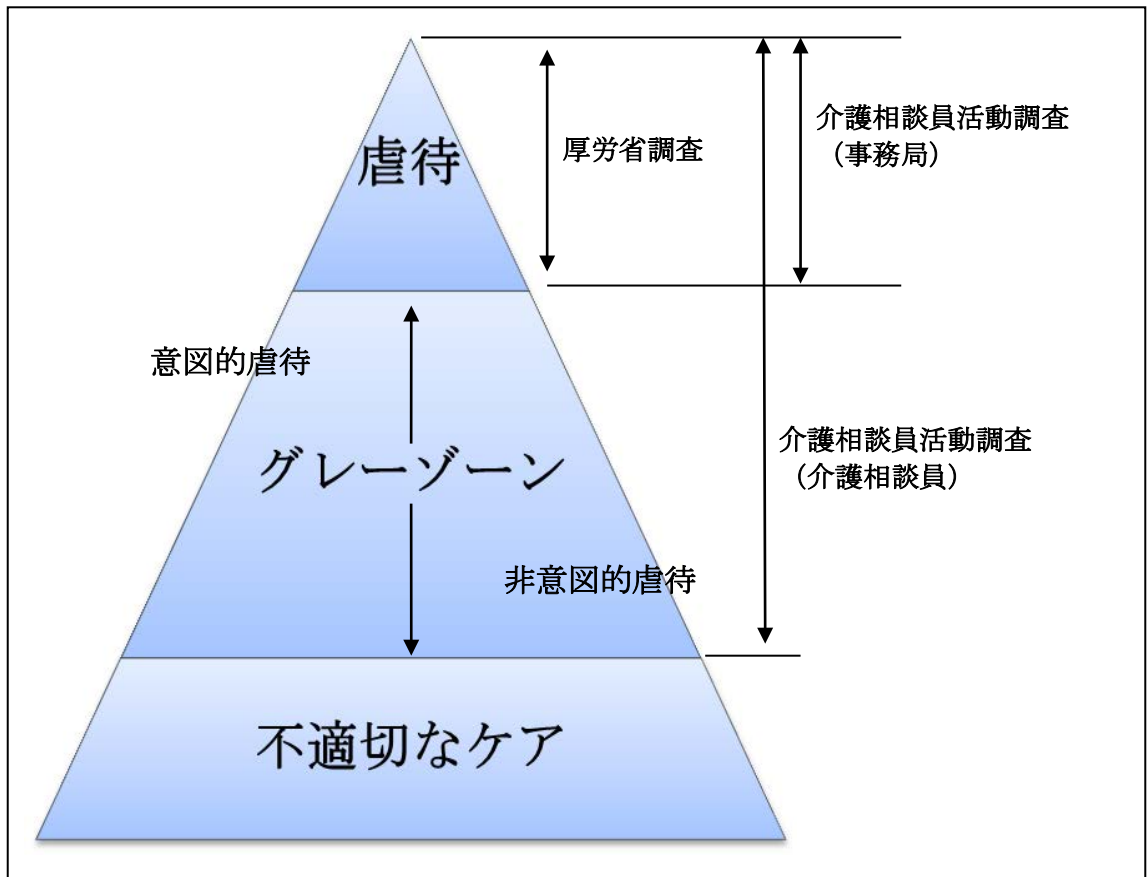 虐待
厚労省調査
介護相談員活動調査
（事務局）
意図的虐待
グレーゾーン
介護相談員活動調査
（介護相談員）
非意図的虐待
不適切なケア